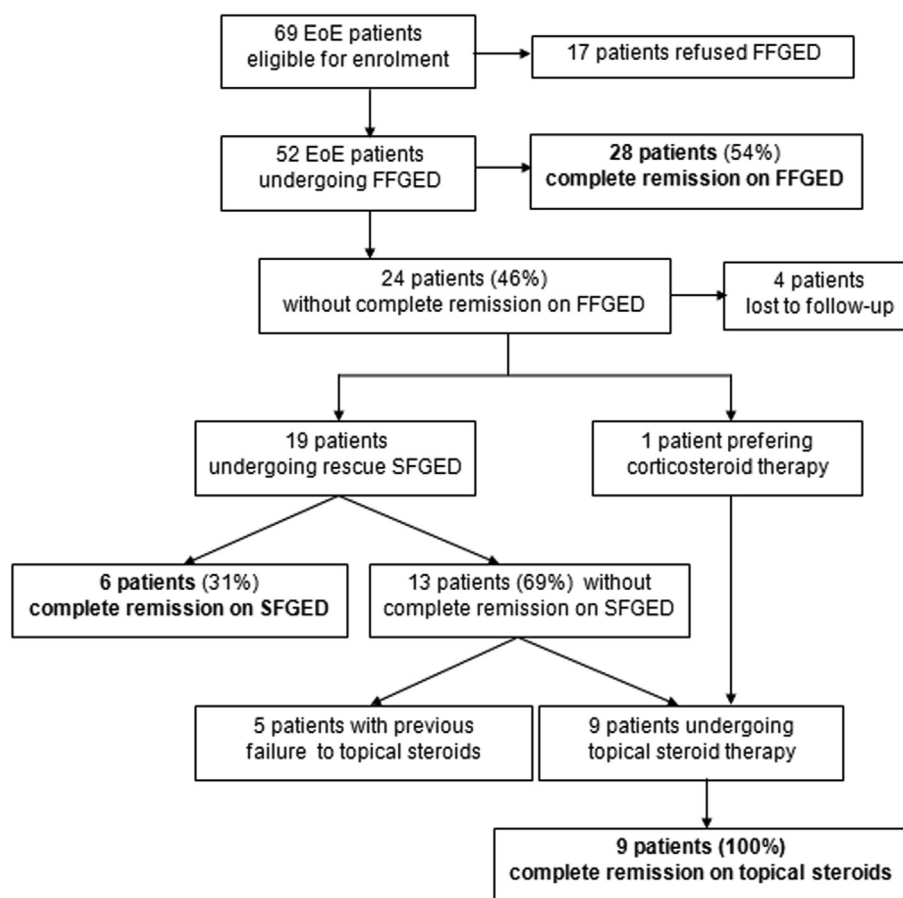 69 EoE patients
eligible for enrolment
17 patients refused FFGED
52 EoE patients
undergoing FFGED
28 patients (54%)
complete remission on FFGED
24 patients (46%)
without complete remission on FFGED
4 patients
lost to follow-up
19 patients
undergoing rescue SFGED
1 patient prefering
corticosteroid therapy
6 patients (31%)
complete remission on SFGED
13 patients (69%) without
complete remission on SFGED
5 patients with previous
failure to topical steroids
9 patients undergoing
topical steroid therapy
9 patients (100%)
complete remission on topical steroids